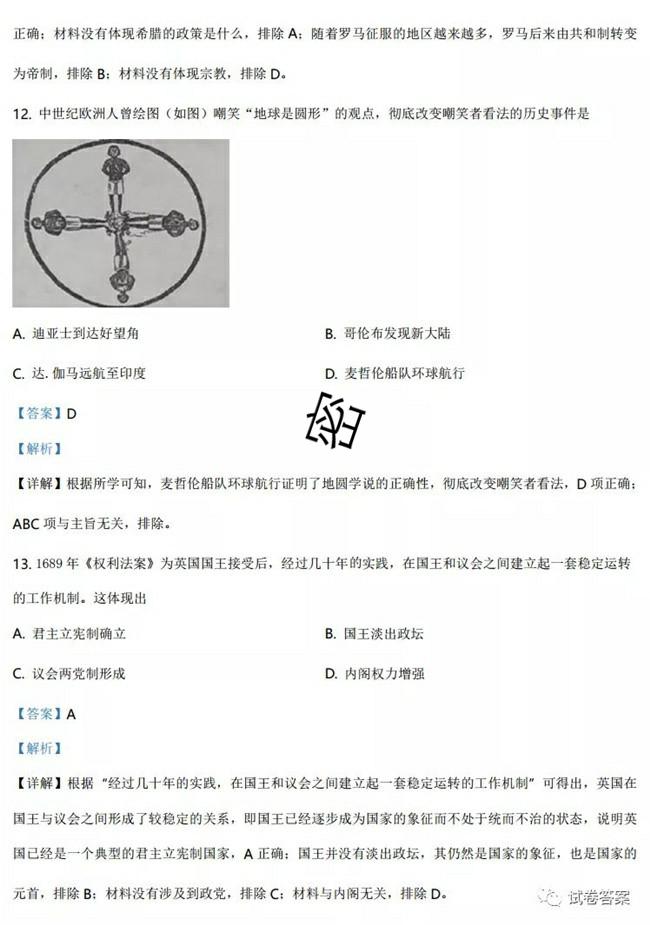 正确；材料没有体现希腊的政策是什么，排除 A；随着罗马征服的地区越来越多，罗马后来由共和制转变
为帝制，排除 B；材料没有体现宗教，排除 D。
12. 中世纪欧洲人曾绘图（如图）嘲笑“地球是圆形”的观点，彻底改变嘲笑者看法的历史事件是
A. 迪亚士到达好望角
B. 哥伦布发现新大陆
C. 达. 伽马远航至印度
D. 麦哲伦船队环球航行
【答案】D
密
【解析】
【详解】根据所学可知，麦哲伦船队环球航行证明了地圆学说的正确性，彻底改变嘲笑者看法，D 项正确；
ABC 项与主旨无关，排除。
13. 1689 年《权利法案》为英国国王接受后，经过几十年的实践，在国王和议会之间建立起一套稳定运转
的工作机制。这体现出
A. 君主立宪制确立
B. 国王淡出政坛
C. 议会两党制形成
D. 内阁权力增强
【答案】A
【解析】
【详解】根据 “经过几十年的实践，在国王和议会之间建立起一套稳定运转的工作机制” 可得出，英国在
国王与议会之间形成了较稳定的关系，即国王已经逐步成为国家的象征而不处于统而不治的状态，说明英
国已经是一个典型的君主立宪制国家，A 正确；国王并没有淡出政坛，其仍然是国家的象征，也是国家的
元首，排除 B；材料没有涉及到政党，排除 C；材料与内阁无关，排除 D。
试卷答案